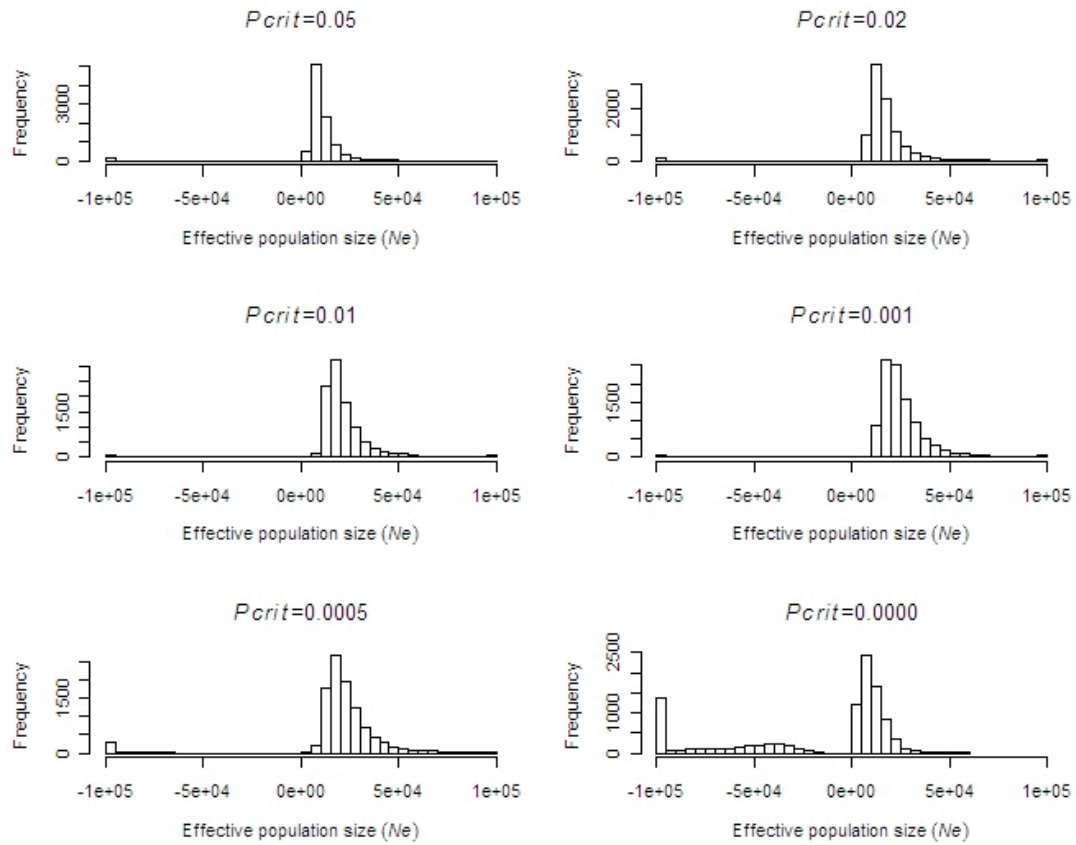 Pcrit=0.05
Frequency
0 3000
-1e+05 -5e+04 0e+00 5e+04 1e+05
Effective population size (Ne)
Pcrit=0.02
Frequency
0 2000
-1e+05 -5e+04 0e+00 5e+04 1e+05
Effective population size (Ne)
Pcrit=0.01
Frequency
0 1500
-1e+05 -5e+04 0e+00 5e+04 1e+05
Effective population size (Ne)
Pcrit=0.001
Frequency
0 1500
-1e+05 -5e+04 0e+00 5e+04 1e+05
Effective population size (Ne)
Pcrit=0.0005
Frequency
0 1500
-1e+05 -5e+04 0e+00 5e+04 1e+05
Effective population size (Ne)
Pcrit=0.0000
Frequency
0 1000 2500
-1e+05 -5e+04 0e+00 5e+04 1e+05
Effective population size (Ne)